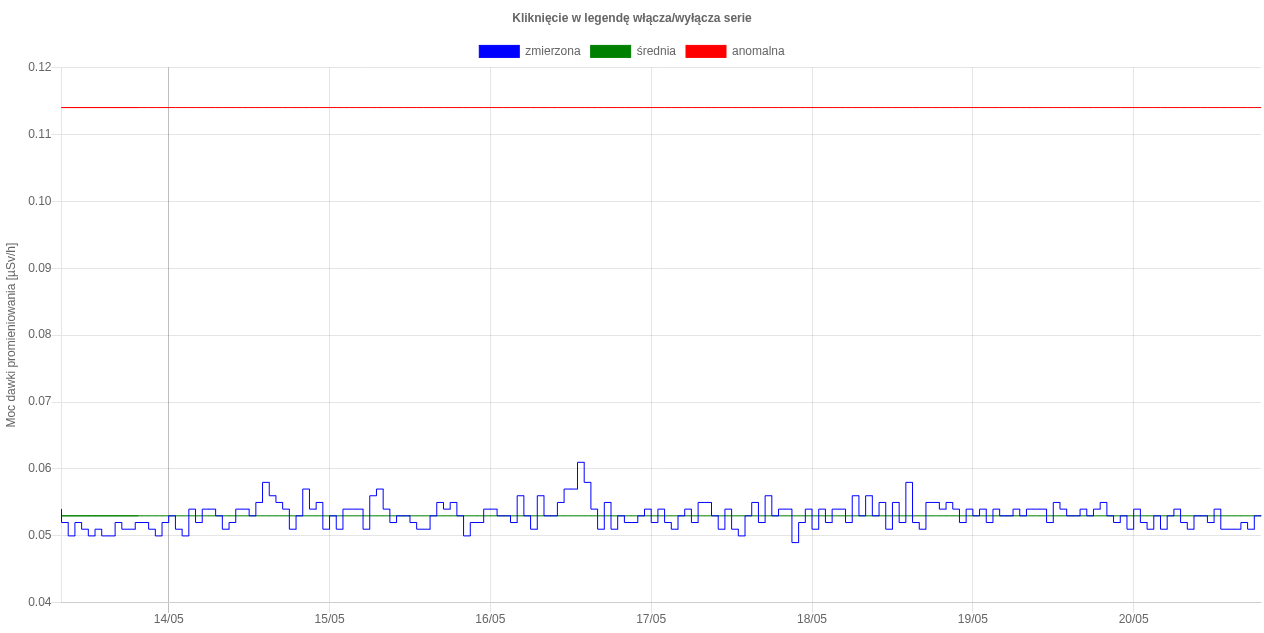 Kliknięcie w legendę włącza/wyłącza serie
zmierzona średnia anomalna
Moc dawki promieniowania [µSv/h]
0.12
0.11
0.10
0.09
0.08
0.07
0.06
0.05
0.04
14/05 15/05 16/05 17/05 18/05 19/05 20/05